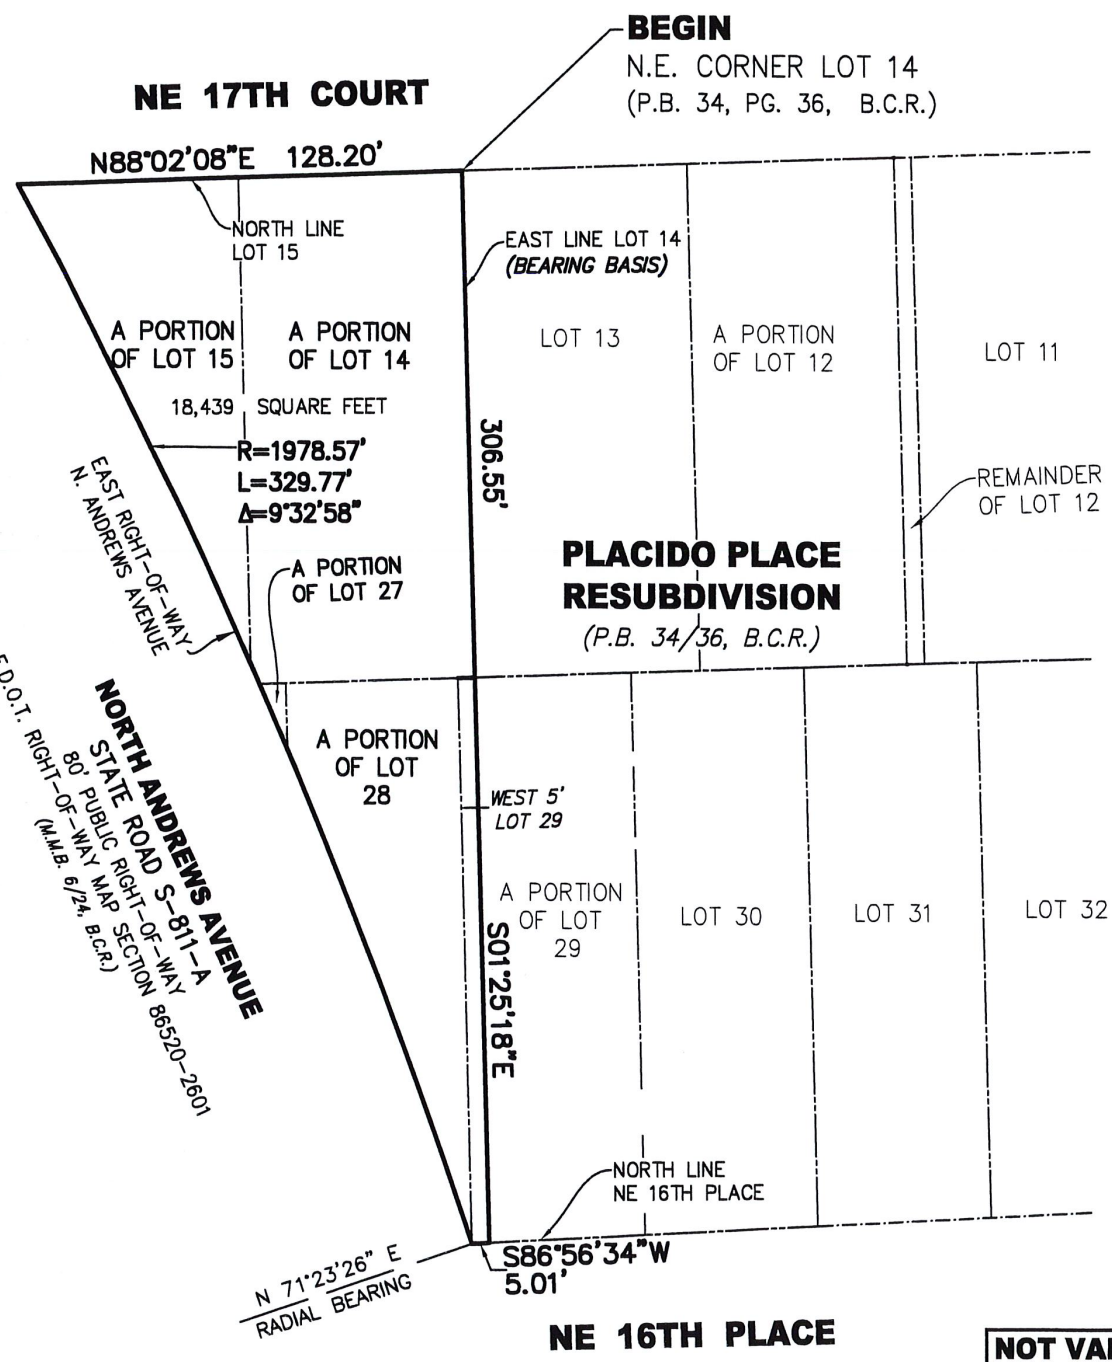 BEGIN
N.E. CORNER LOT 14
(P.B. 34, PG. 36, B.C.R.)
NE 17TH COURT
N88°02'08"E 128.20'
NORTH LINE
LOT 15
EAST LINE LOT 14
(BEARING BASIS)
A PORTION
OF LOT 15
A PORTION
OF LOT 14
LOT 13
A PORTION
OF LOT 12
LOT 11
18,439 SQUARE FEET
R=1978.57'
L=329.77'
Δ=9°32'58"
306.55'
REMAINDER
OF LOT 12
EAST RIGHT-OF-WAY
N. ANDREWS AVENUE
A PORTION
OF LOT 27
PLACIDO PLACE
RESUBDIVISION
(P.B. 34/36, B.C.R.)
NORTH ANDREWS AVENUE
STATE ROAD S-811-A
80' PUBLIC RIGHT-OF-WAY
F.D.O.T. RIGHT-OF-WAY MAP SECTION 86520-2601
(M.M.B. 6/24, B.C.R.)
A PORTION
OF LOT
28
WEST 5'
LOT 29
A PORTION
OF LOT
29
LOT 30
LOT 31
LOT 32
S01°25'18"E
NORTH LINE
NE 16TH PLACE
S86°56'34"W
5.01'
N 71°23'26" E
RADIAL BEARING
NE 16TH PLACE
NOT VAL